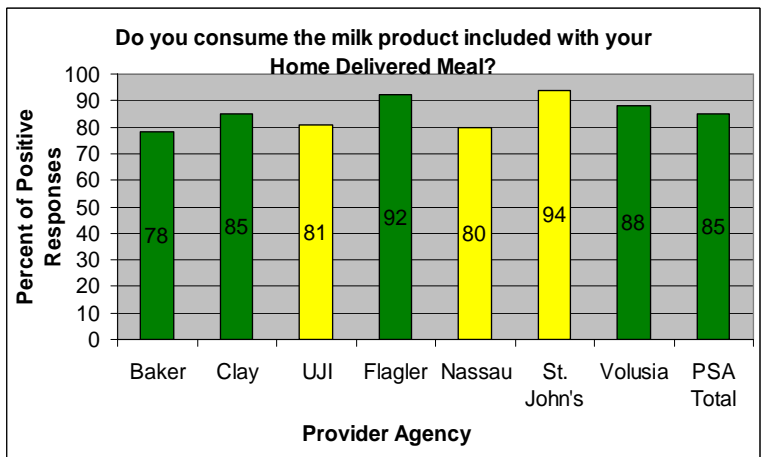 Do you consume the milk product included with your
Home Delivered Meal?
Percent of Positive
Responses
100
90
80
70
60
50
40
30
20
10
0
78
85
81
92
80
94
88
85
Baker
Clay
UJI
Flagler
Nassau
St.
John's
Volusia
PSA
Total
Provider Agency